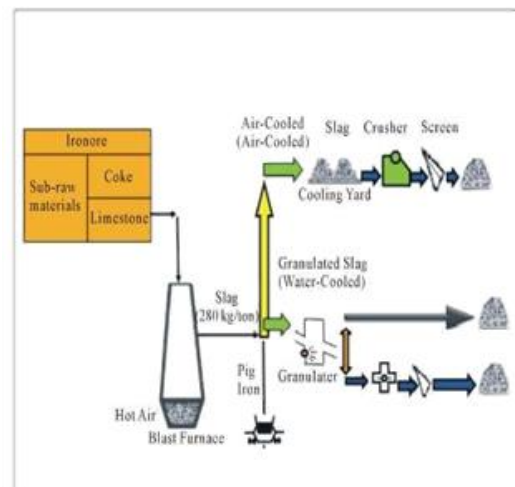 Ironore
Sub-raw
materials
Coke
Limestone
Air-Cooled
(Air-Cooled)
Slag
Crusher
Screen
Cooling Yard
Granulated Slag
(Water-Cooled)
Slag
(280 kg/ton)
Granulater
Pig
Iron
Hot Air
Blast Furnace